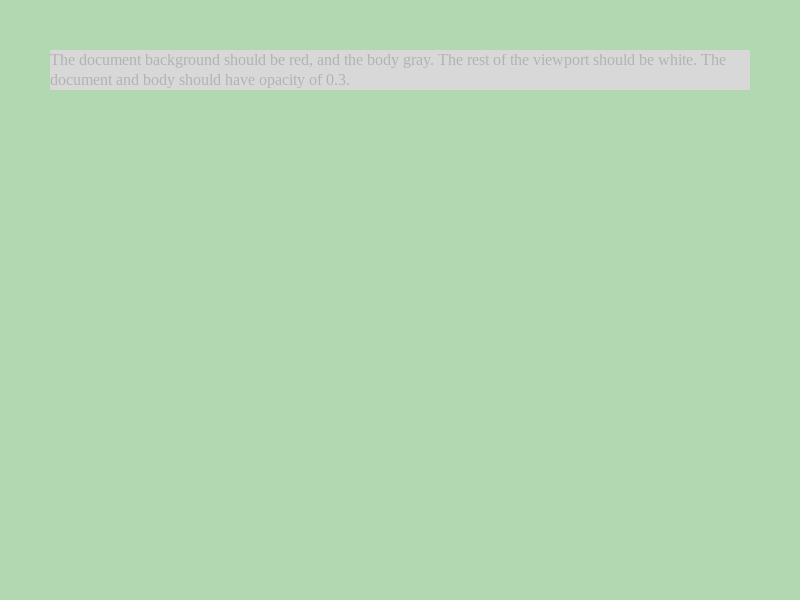 The document background should be red, and the body gray. The rest of the viewport should be white. The
document and body should have opacity of 0.3.